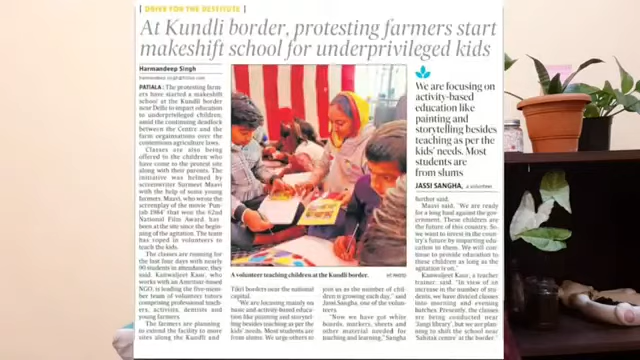 [ DRIVE FOR THE DESTITUTE ]
At Kundli border, protesting farmers start
makeshift school for underprivileged kids
Harmandeep Singh
PATIALA: The protesting farm-
ers have started a makeshift
school at the Kundli border
near Delhi to impart education
to underprivileged children,
amid the continuing deadlock
between the Centre and the
farm organisations over the
contentious agriculture laws.
Classes are also being
offered to the children who
have come to the protest site
along with their parents. The
initiative was helmed by
screenwriter Surmeet Maavi
with the help of some young
farmers. Maavi, who wrote the
screenplay of the movie 'Pun-
jab 1984' that won the 62nd
National Film Award, has
been at the site since the begin-
ning of the agitation. The team
has roped in volunteers to
teach the kids.
The classes are running for
the last four days with nearly
90 students in attendance, they
said. Kanwaljeet Kaur, who
works with an American-based
NGO, is leading the five-mem-
ber team of volunteer tutors
comprising professional teach-
ers, activists, dentists and
young farmers.
The farmers are planning
to extend the facility to move
sites along the Kundli and
A volunteer teaching children at the Kundli border.
HT PHOTO
Tikri borders near the national
capital.
"We are focusing mainly on
basic and activity-based educa-
tion like painting and storytel-
ling besides teaching as per the
kids' needs. Most students are
from slums. We urge others to
join us as the number of chil-
dren is growing each day," said
Jassi Sangha, one of the volun-
teers.
"Now we have got white
boards, markers, sheets and
other material needed for
teaching and learning," Sangha
We are focusing on
activity-based
education like
painting and
storytelling besides
teaching as per the
kids' needs. Most
students are
from slums
JASSI SANGHA, a volunteer
further said.
Maavi said, "We are ready
for a long haul against the gov-
ernment. These children are
the future of this country. So,
we want to invest in the coun-
try's future by imparting educa-
tion to them. We will continue
to provide education to
these children as long as the
agitation is on."
Kanwaljeet Kaur, a teacher
trainer, said: "In view of an
increase in the number of stu-
dents, we have divided classes
into morning and evening
batches. Presently, the classes
are being conducted near
'Jangi library', but we are plan-
ning to shift the school near
'Sehat centre' at the border."